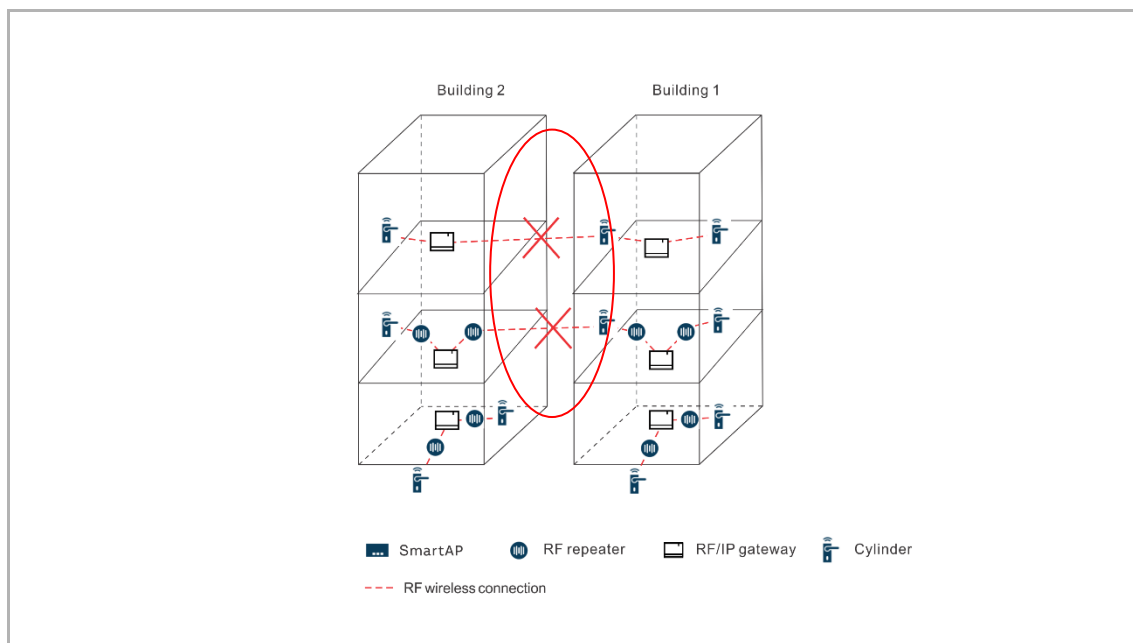 Building 2
Building 1
SmartAP
RF repeater
RF/IP gateway
Cylinder
RF wireless connection